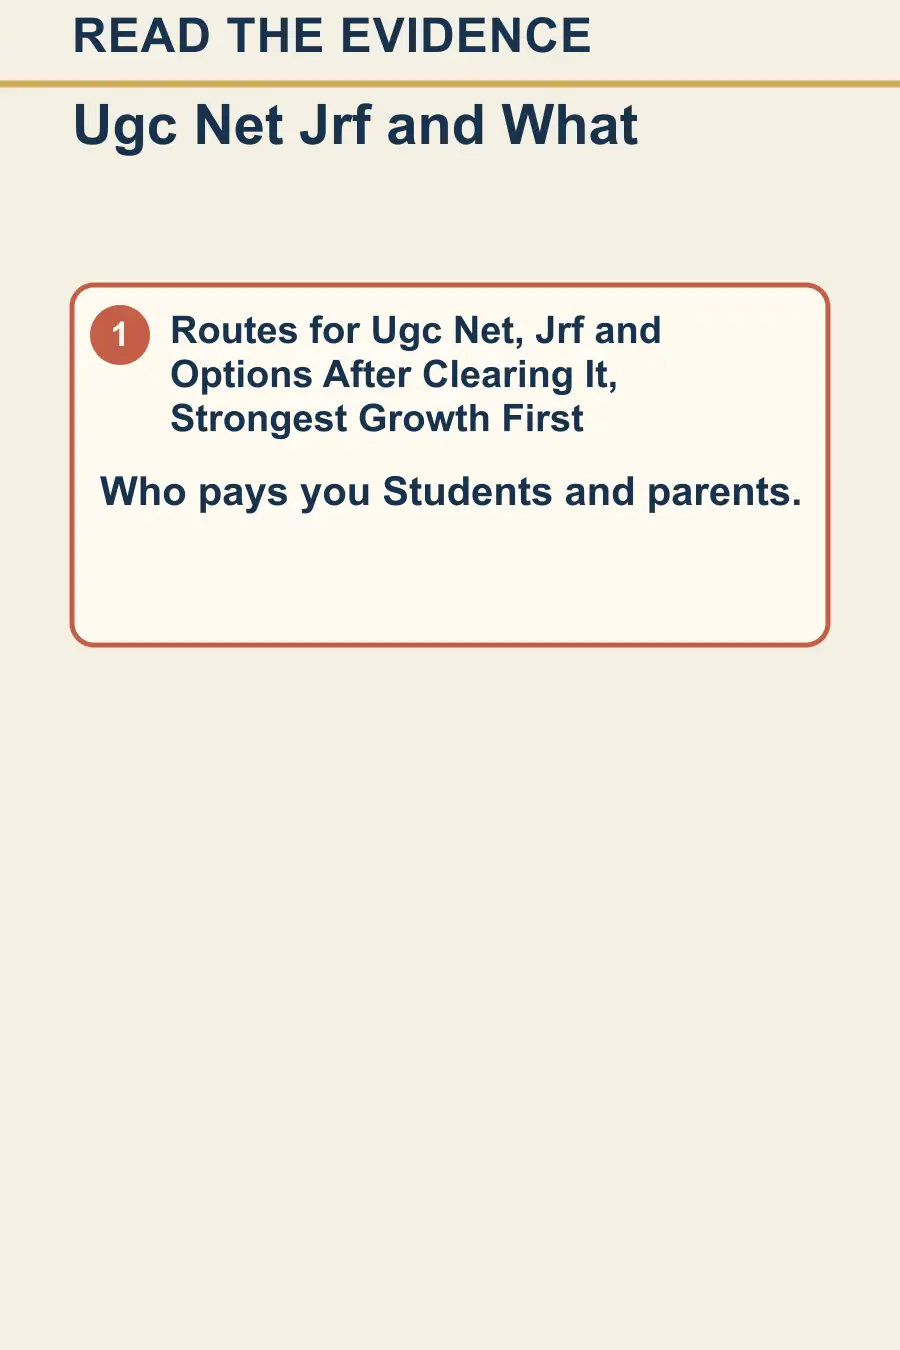 READ THE EVIDENCE
Ugc Net Jrf and What
1
Routes for Ugc Net, Jrf and
Options After Clearing It,
Strongest Growth First
Who pays you Students and parents.